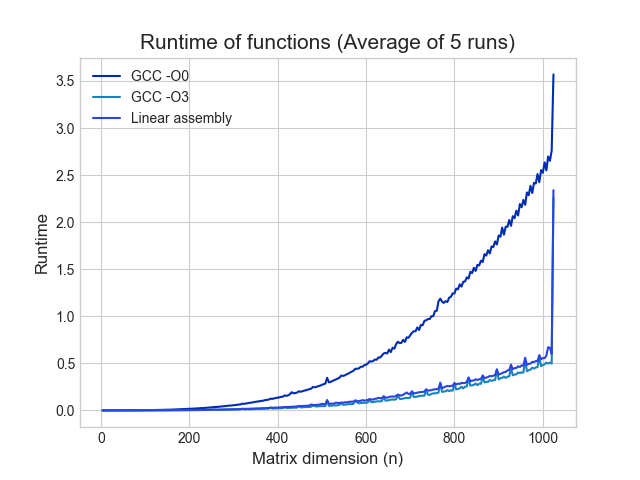 Runtime of functions (Average of 5 runs)
GCC -O0
GCC -O3
Linear assembly
3.5
3.0
2.5
2.0
1.5
1.0
0.5
0.0
Runtime
0 200 400 600 800 1000
Matrix dimension (n)